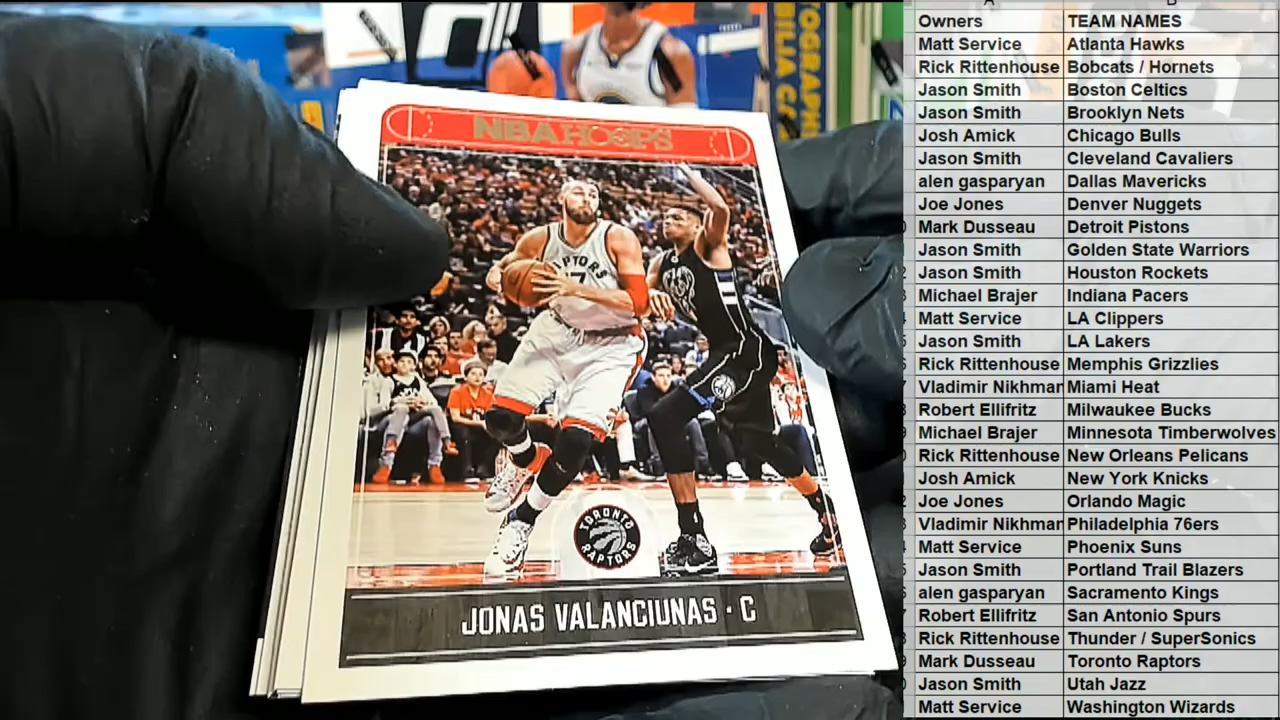 NBA HOOPS
RAPTORS
17
TORONTO
RAPTORS
JONAS VALANCIUNAS · C
Owners TEAM NAMES
Matt Service Atlanta Hawks
Rick Rittenhouse Bobcats / Hornets
Jason Smith Boston Celtics
Jason Smith Brooklyn Nets
Josh Amick Chicago Bulls
Jason Smith Cleveland Cavaliers
alen gasparyan Dallas Mavericks
Joe Jones Denver Nuggets
Mark Dusseau Detroit Pistons
Jason Smith Golden State Warriors
Jason Smith Houston Rockets
Michael Brajer Indiana Pacers
Matt Service LA Clippers
Jason Smith LA Lakers
Rick Rittenhouse Memphis Grizzlies
Vladimir Nikhmar Miami Heat
Robert Ellifritz Milwaukee Bucks
Michael Brajer Minnesota Timberwolves
Rick Rittenhouse New Orleans Pelicans
Josh Amick New York Knicks
Joe Jones Orlando Magic
Vladimir Nikhmar Philadelphia 76ers
Matt Service Phoenix Suns
Jason Smith Portland Trail Blazers
alen gasparyan Sacramento Kings
Robert Ellifritz San Antonio Spurs
Rick Rittenhouse Thunder / SuperSonics
Mark Dusseau Toronto Raptors
Jason Smith Utah Jazz
Matt Service Washington Wizards